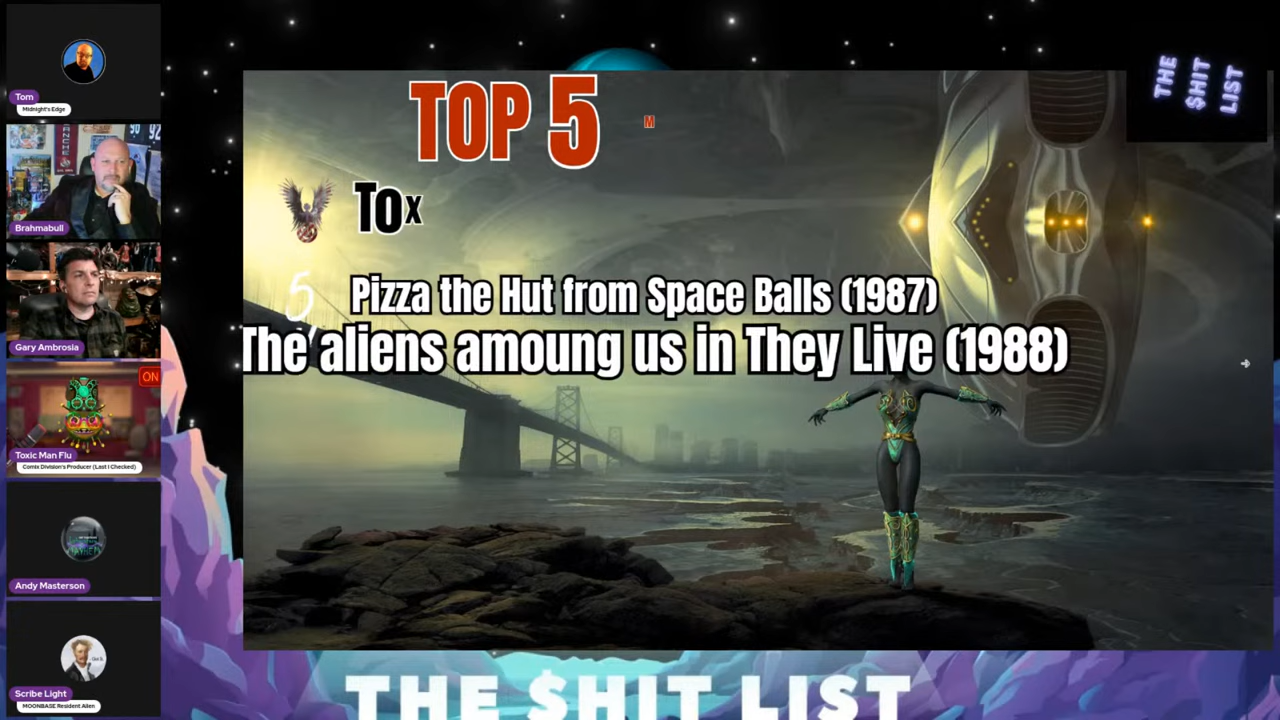 Tom
Midnight's Edge
Brahmabull
Gary Ambrosia
ON
Toxic Man Flu
Comix Division's Producer (Last I Checked)
Andy Masterson
Scribe Light
MOONBASE Resident Alien
TOP 5
M
Tox
5
Pizza the Hut from Space Balls (1987)
The aliens amoung us in They Live (1988)
THE
$HIT
LIST
THE $HIT LIST